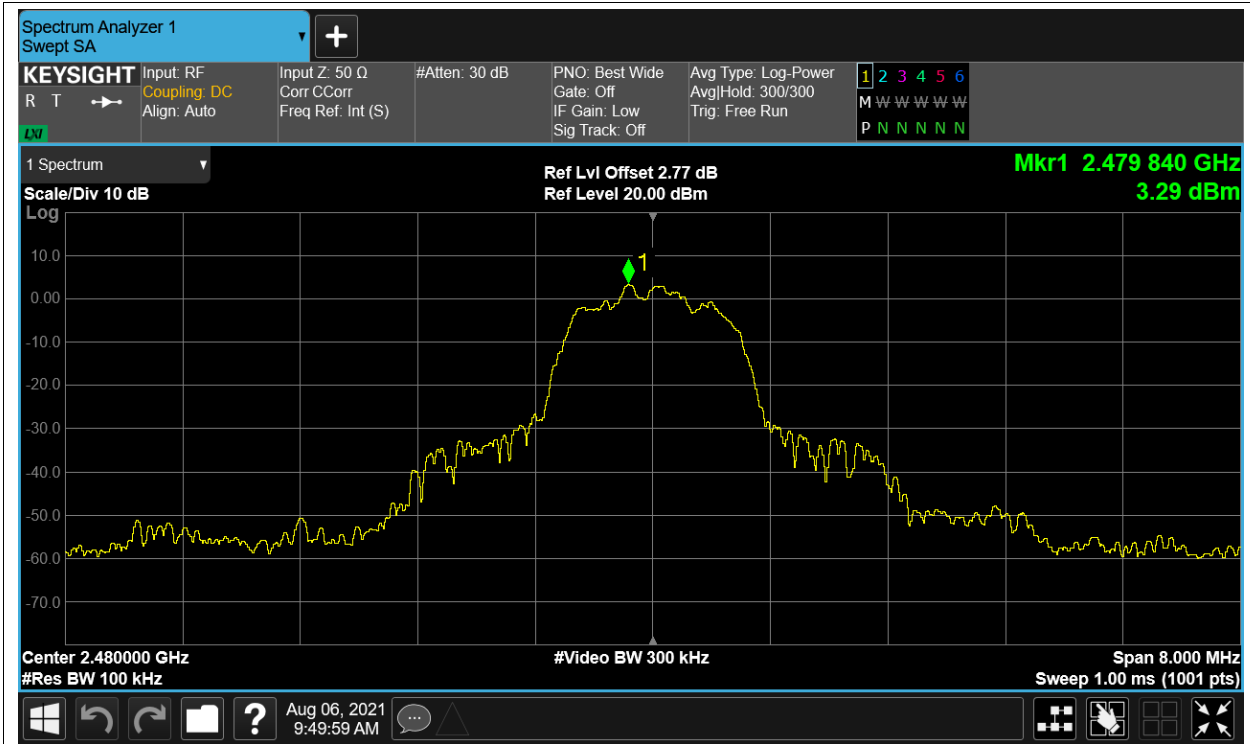 Spectrum Analyzer 1
Swept SA
KEYSIGHT
R T
LXI
Input: RF
Coupling: DC
Align: Auto
Input Z: 50 Ω
Corr CCorr
Freq Ref: Int (S)
#Atten: 30 dB
PNO: Best Wide
Gate: Off
IF Gain: Low
Sig Track: Off
Avg Type: Log-Power
Avg|Hold: 300/300
Trig: Free Run
1 2 3 4 5 6
M W W W W W
P N N N N N
1 Spectrum
Scale/Div 10 dB
Log
Ref Lvl Offset 2.77 dB
Ref Level 20.00 dBm
Mkr1 2.479 840 GHz
3.29 dBm
1
10.0
0.00
-10.0
-20.0
-30.0
-40.0
-50.0
-60.0
-70.0
Center 2.480000 GHz
#Res BW 100 kHz
#Video BW 300 kHz
Span 8.000 MHz
Sweep 1.00 ms (1001 pts)
?
Aug 06, 2021
9:49:59 AM